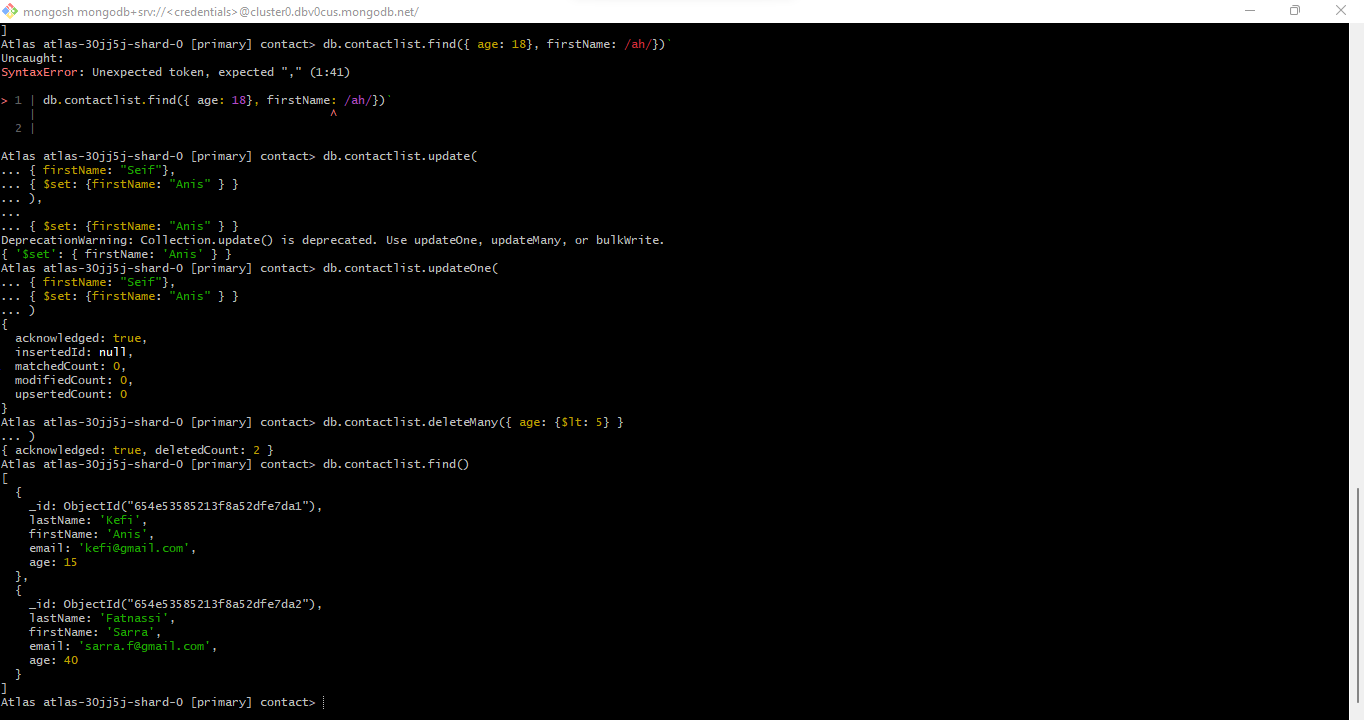 mongosh mongodb+srv://<credentials>@cluster0.dbv0cus.mongodb.net/
]
Atlas atlas-30jj5j-shard-0 [primary] contact> db.contactlist.find({ age: 18}, firstName: /ah/})`
Uncaught:
SyntaxError: Unexpected token, expected "," (1:41)
> 1 | db.contactlist.find({ age: 18}, firstName: /ah/})`
    |                                          ^
  2 |
Atlas atlas-30jj5j-shard-0 [primary] contact> db.contactlist.update(
... { firstName: "Seif"},
... { $set: {firstName: "Anis" } }
... ),
...
... { $set: {firstName: "Anis" } }
DeprecationWarning: Collection.update() is deprecated. Use updateOne, updateMany, or bulkWrite.
{ '$set': { firstName: 'Anis' } }
Atlas atlas-30jj5j-shard-0 [primary] contact> db.contactlist.updateOne(
... { firstName: "Seif"},
... { $set: {firstName: "Anis" } }
... )
{
  acknowledged: true,
  insertedId: null,
  matchedCount: 0,
  modifiedCount: 0,
  upsertedCount: 0
}
Atlas atlas-30jj5j-shard-0 [primary] contact> db.contactlist.deleteMany({ age: {$lt: 5} }
... )
{ acknowledged: true, deletedCount: 2 }
Atlas atlas-30jj5j-shard-0 [primary] contact> db.contactlist.find()
[
  {
    _id: ObjectId("654e53585213f8a52dfe7da1"),
    lastName: 'Kefi',
    firstName: 'Anis',
    email: 'kefi@gmail.com',
    age: 15
  },
  {
    _id: ObjectId("654e53585213f8a52dfe7da2"),
    lastName: 'Fatnassi',
    firstName: 'Sarra',
    email: 'sarra.f@gmail.com',
    age: 40
  }
]
Atlas atlas-30jj5j-shard-0 [primary] contact>